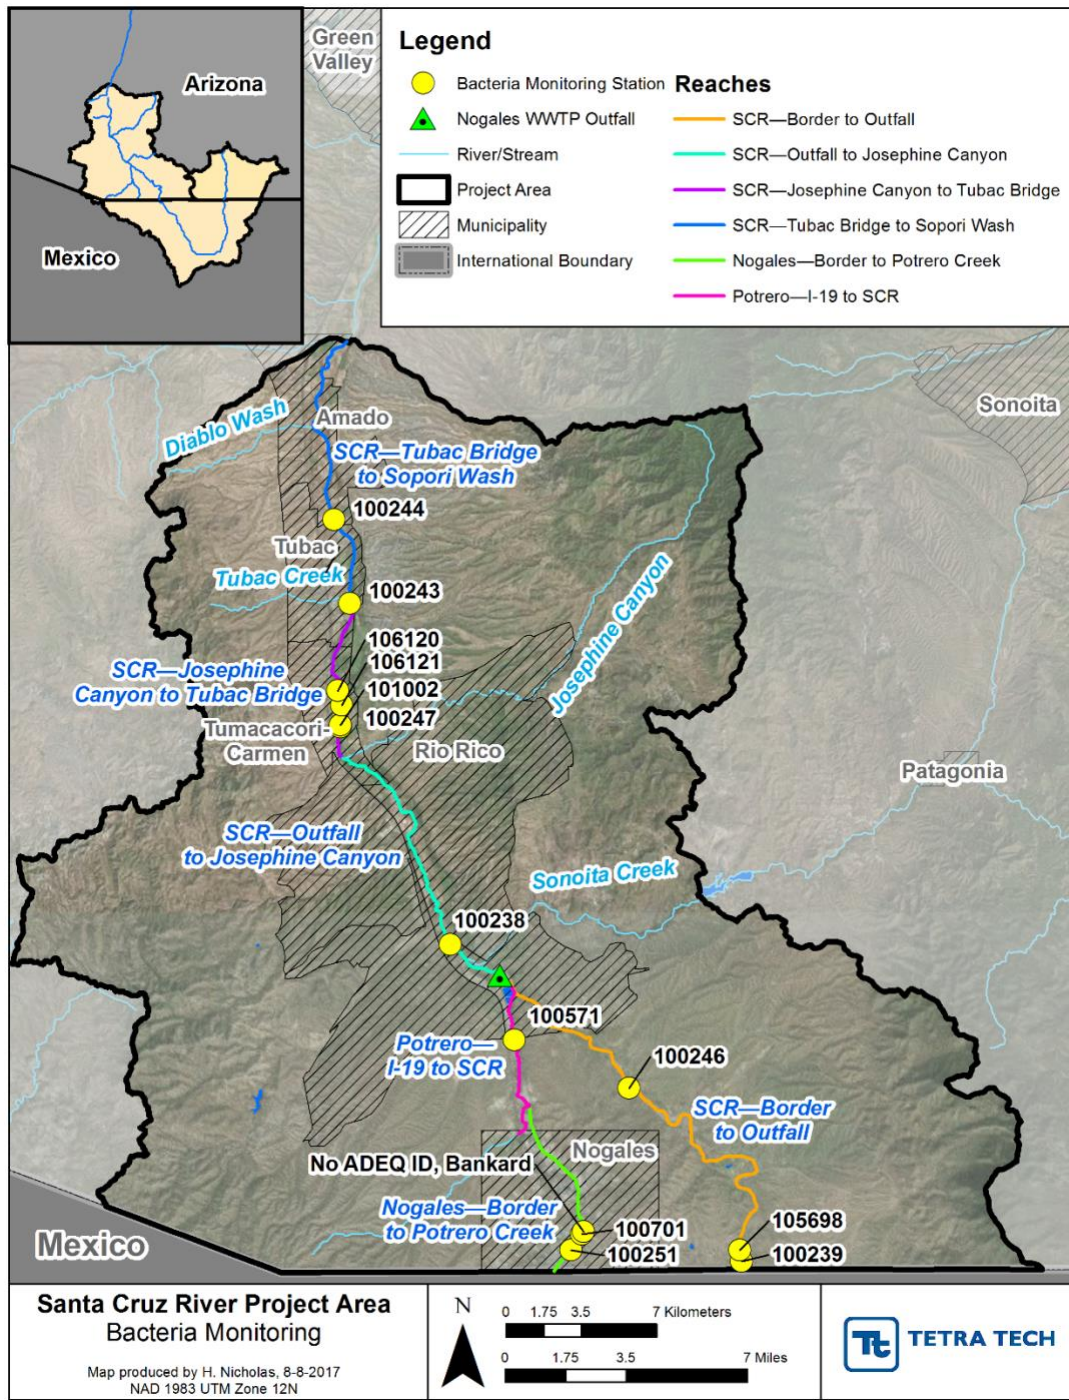 Arizona
Mexico
Green
Valley
Legend
Bacteria Monitoring Station
Nogales WWTP Outfall
River/Stream
Project Area
Municipality
International Boundary
Reaches
SCR—Border to Outfall
SCR—Outfall to Josephine Canyon
SCR—Josephine Canyon to Tubac Bridge
SCR—Tubac Bridge to Sopori Wash
Nogales—Border to Potrero Creek
Potrero—I-19 to SCR
Sonoita
Diablo Wash
Amado
SCR—Tubac Bridge
to Sopori Wash
100244
Tubac
Tubac Creek
100243
Josephine Canyon
106120
106121
SCR—Josephine
Canyon to Tubac Bridge
101002
100247
Tumacacori-
Carmen
Rio Rico
Patagonia
SCR—Outfall
to Josephine Canyon
Sonoita Creek
100238
100571
Potrero—
I-19 to SCR
100246
SCR—Border
to Outfall
Nogales
No ADEQ ID, Bankard
Nogales—Border
to Potrero Creek
100701
100251
105698
100239
Mexico
Santa Cruz River Project Area
Bacteria Monitoring
Map produced by H. Nicholas, 8-8-2017
NAD 1983 UTM Zone 12N
N
0 1.75 3.5 7 Kilometers
0 1.75 3.5 7 Miles
Tt
TETRA TECH